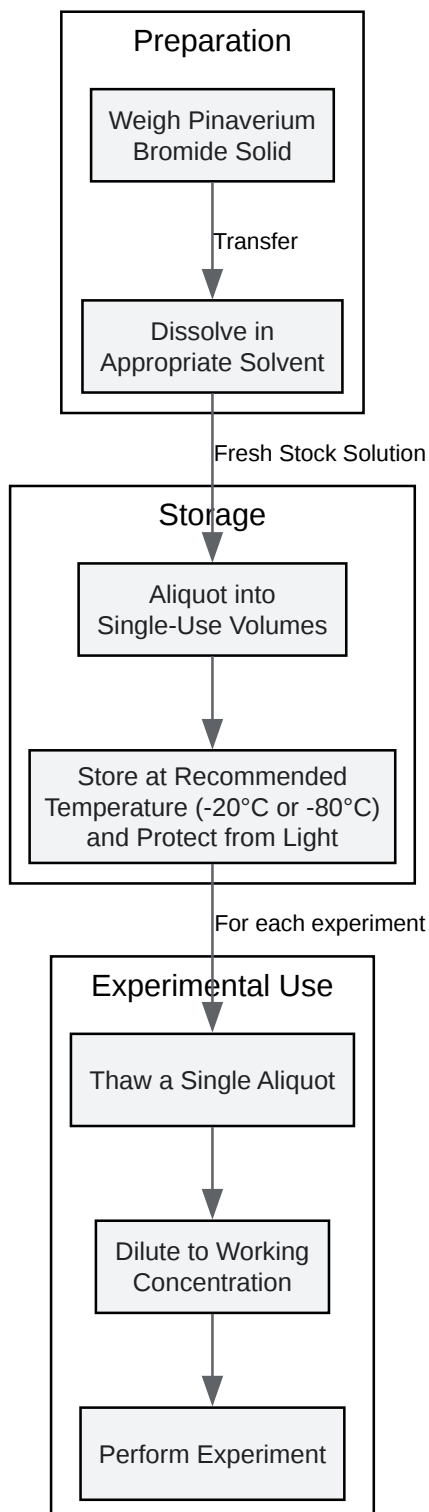 Preparation
Weigh Pinaverium
Bromide Solid
Transfer
Dissolve in
Appropriate Solvent
Fresh Stock Solution
Storage
Aliquot into
Single-Use Volumes
Store at Recommended
Temperature (-20°C or -80°C)
and Protect from Light
For each experiment
Experimental Use
Thaw a Single Aliquot
Dilute to Working
Concentration
Perform Experiment